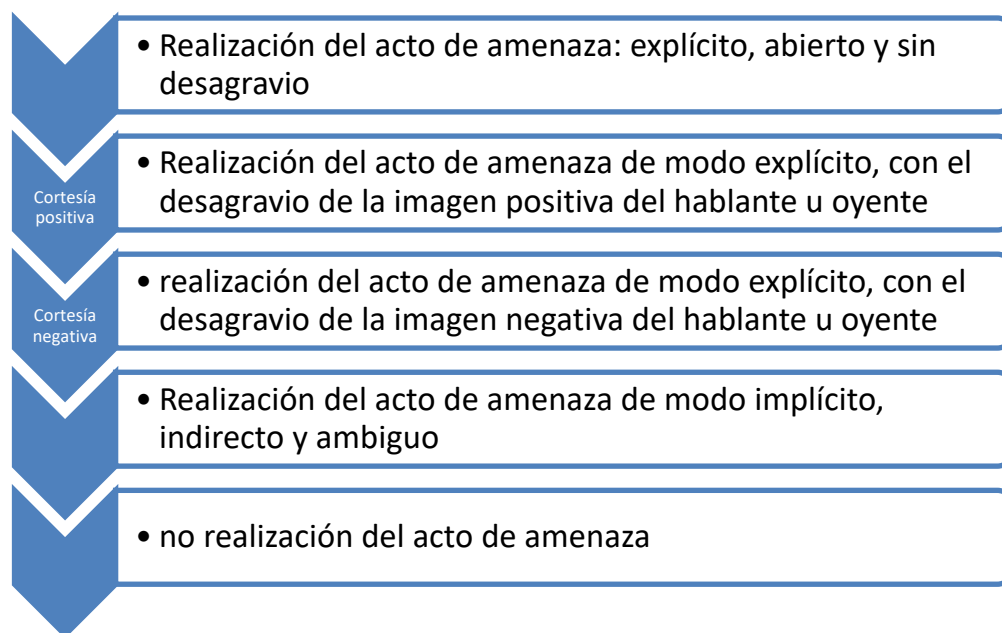 • Realización del acto de amenaza: explícito, abierto y sin
desagravio
Cortesía
positiva
• Realización del acto de amenaza de modo explícito, con el
desagravio de la imagen positiva del hablante u oyente
Cortesía
negativa
• realización del acto de amenaza de modo explícito, con el
desagravio de la imagen negativa del hablante u oyente
• Realización del acto de amenaza de modo implícito,
indirecto y ambiguo
• no realización del acto de amenaza